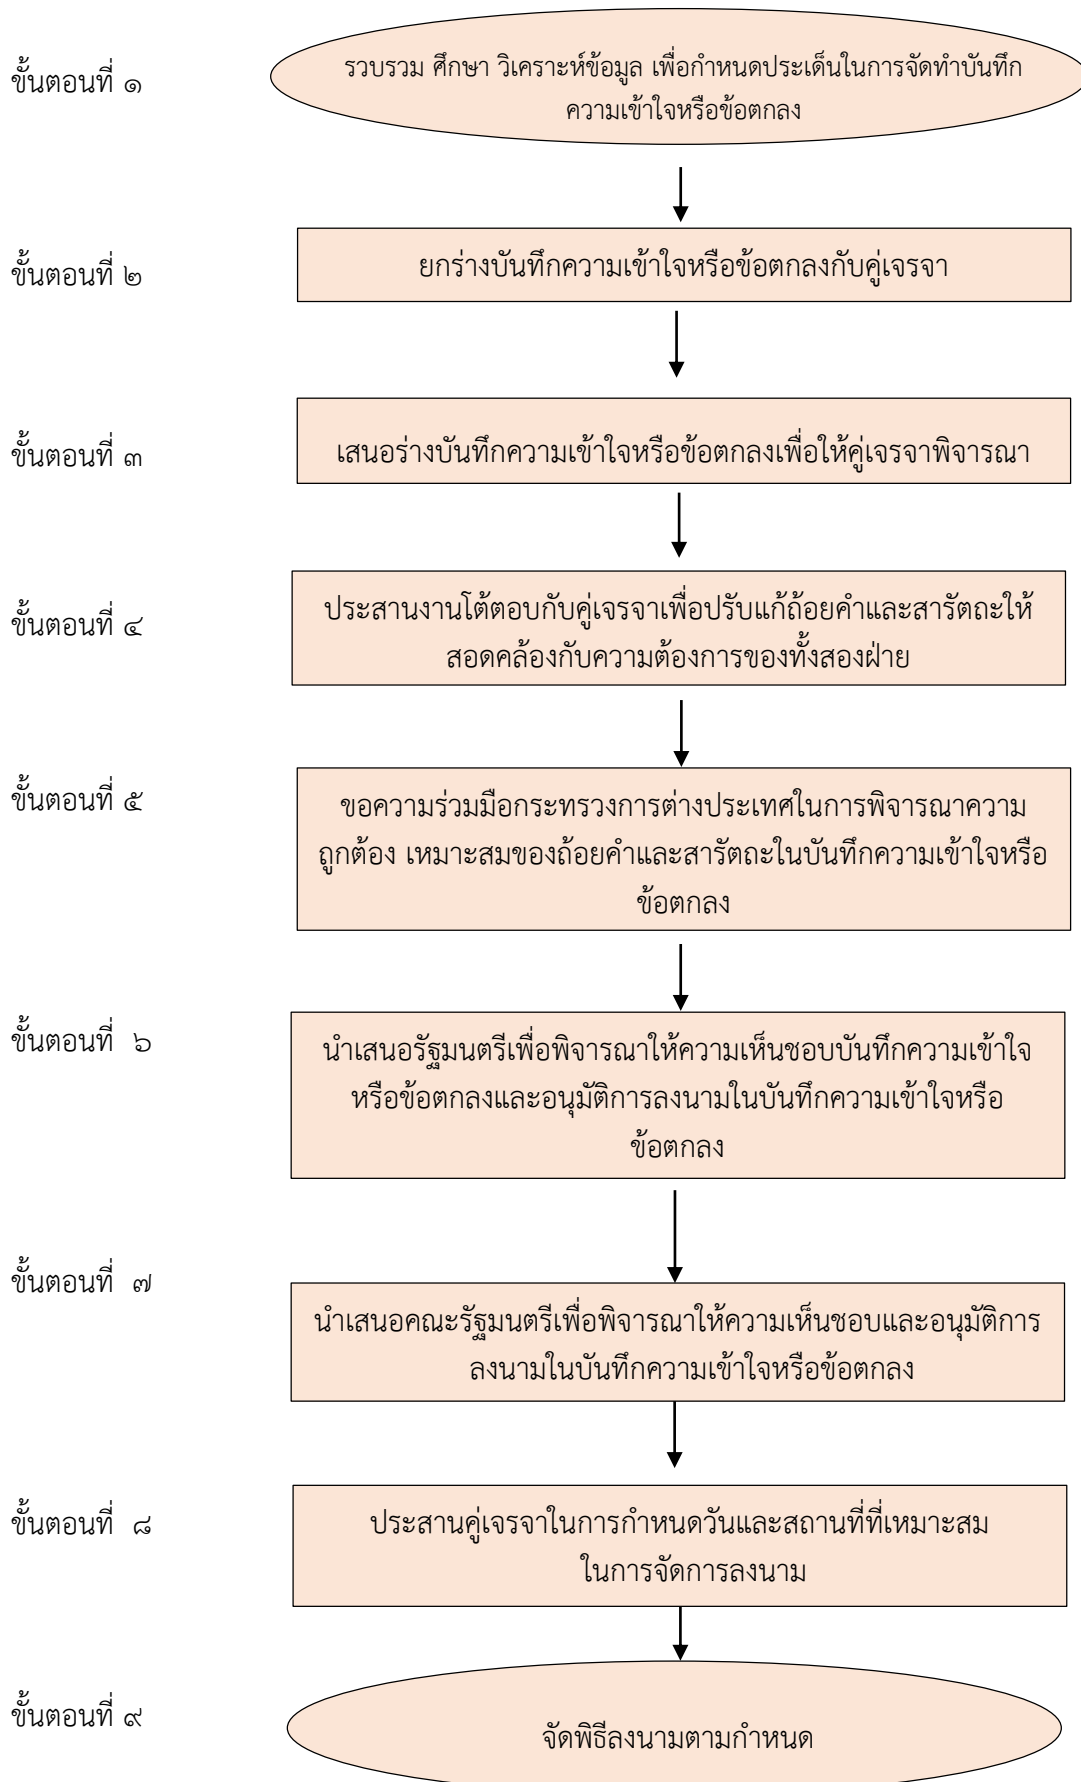 ขั้นตอนที่ ๑
รวบรวม ศึกษา วิเคราะห์ข้อมูล เพื่อกำหนดประเด็นในการจัดทำบันทึก
ความเข้าใจหรือข้อตกลง
ขั้นตอนที่ ๒
ยกร่างบันทึกความเข้าใจหรือข้อตกลงกับคู่เจรจา
ขั้นตอนที่ ๓
เสนอร่างบันทึกความเข้าใจหรือข้อตกลงเพื่อให้คู่เจรจาพิจารณา
ขั้นตอนที่ ๔
ประสานงานโต้ตอบกับคู่เจรจาเพื่อปรับแก้ถ้อยคำและสารัตถะให้
สอดคล้องกับความต้องการของทั้งสองฝ่าย
ขั้นตอนที่ ๕
ขอความร่วมมือกระทรวงการต่างประเทศในการพิจารณาความ
ถูกต้อง เหมาะสมของถ้อยคำและสารัตถะในบันทึกความเข้าใจหรือ
ข้อตกลง
ขั้นตอนที่ ๖
นำเสนอรัฐมนตรีเพื่อพิจารณาให้ความเห็นชอบบันทึกความเข้าใจ
หรือข้อตกลงและอนุมัติการลงนามในบันทึกความเข้าใจหรือ
ข้อตกลง
ขั้นตอนที่ ๗
นำเสนอคณะรัฐมนตรีเพื่อพิจารณาให้ความเห็นชอบและอนุมัติการ
ลงนามในบันทึกความเข้าใจหรือข้อตกลง
ขั้นตอนที่ ๘
ประสานคู่เจรจาในการกำหนดวันและสถานที่ที่เหมาะสม
ในการจัดการลงนาม
ขั้นตอนที่ ๙
จัดพิธีลงนามตามกำหนด